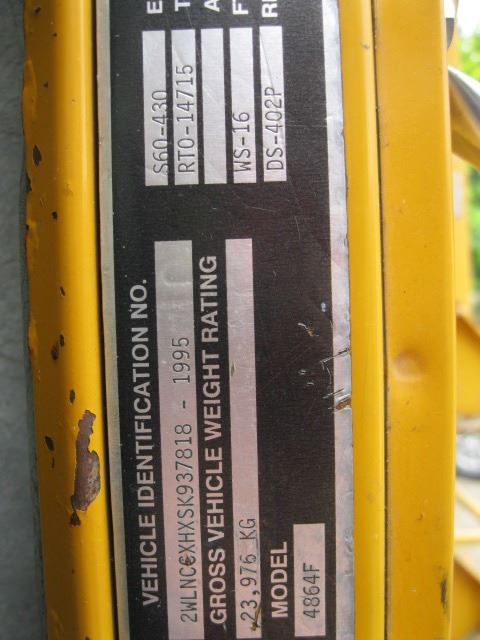 VEHICLE IDENTIFICATION NO.
2WLNCCXHXSK937818 - 1995
GROSS VEHICLE WEIGHT RATING
23,976 KG
MODEL
4864F
S60-430 E
RTO-14715 T
A
WS-16 F
DS-402P R